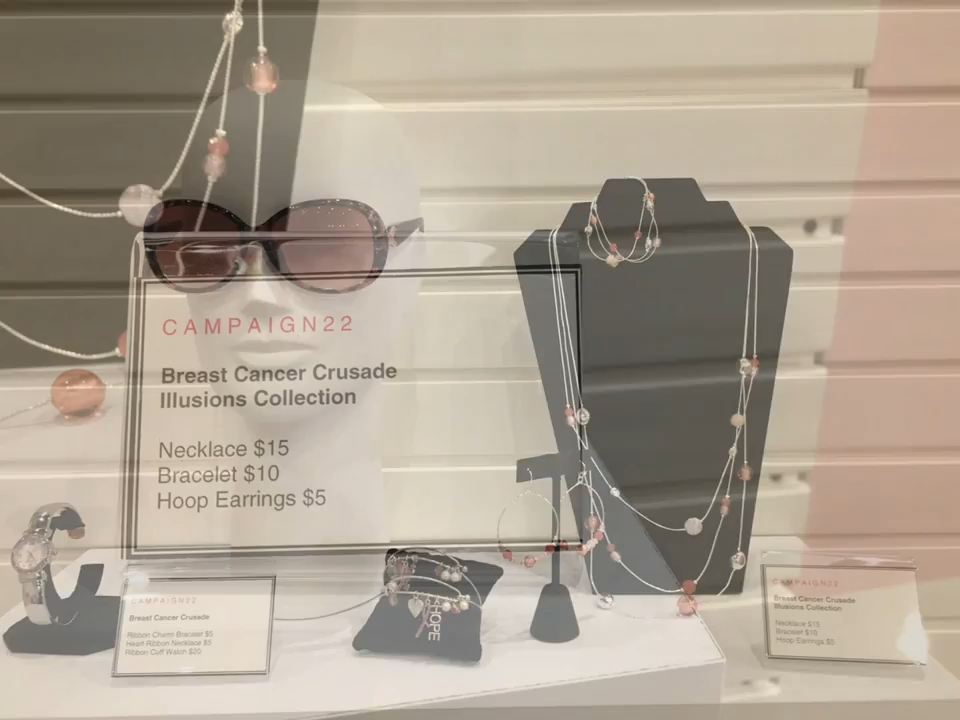 CAMPAIGN22
Breast Cancer Crusade
Illusions Collection
Necklace $15
Bracelet $10
Hoop Earrings $5
CAMPAIGN22
Breast Cancer Crusade
Ribbon Charm Bracelet $5
Heart Ribbon Necklace $5
Ribbon Cuff Watch $20
HOPE
CAMPAIGN22
Breast Cancer Crusade
Illusions Collection
Necklace $15
Bracelet $10
Hoop Earrings $5